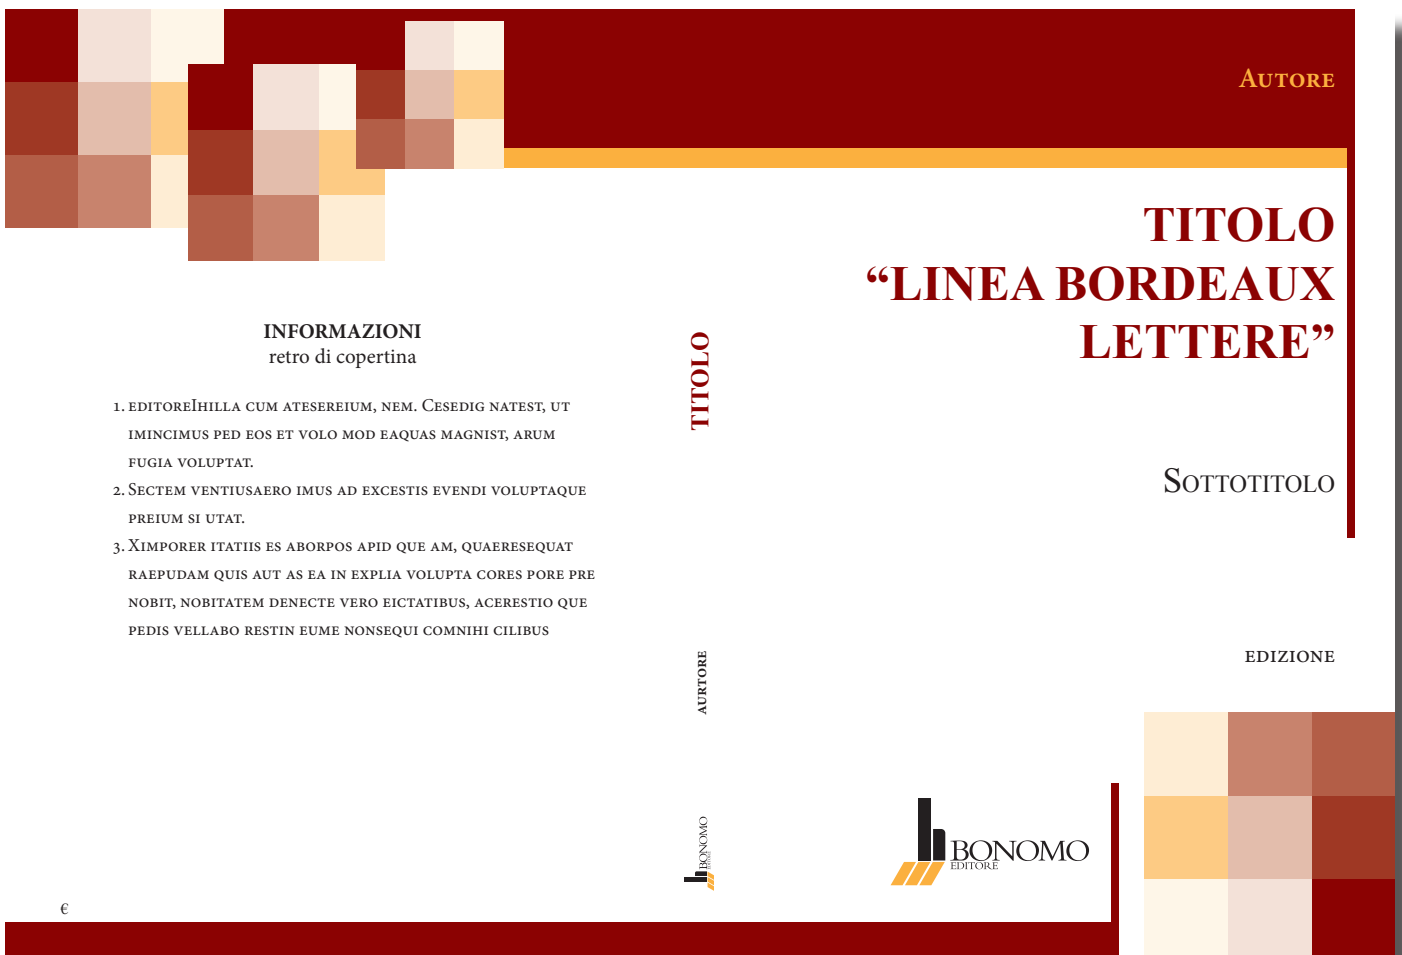 INFORMAZIONI
retro di copertina
1. EDITOREIHILLA CUM ATESEREIUM, NEM. CESEDIG NATEST, UT
IMINCIMUS PED EOS ET VOLO MOD EAQUAS MAGNIST, ARUM
FUGIA VOLUPTAT.
2. SECTEM VENTIUSAERO IMUS AD EXCESTIS EVENDI VOLUPTAQUE
PREIUM SI UTAT.
3. XIMPORER ITATIIS ES ABORPOS APID QUE AM, QUAERESEQUAT
RAEPUDAM QUIS AUT AS EA IN EXPLIA VOLUPTA CORES PORE PRE
NOBIT, NOBITATEM DENECTE VERO EICTATIBUS, ACERESTIO QUE
PEDIS VELLABO RESTIN EUME NONSEQUI COMNIHI CILIBUS
€
TITOLO
AURTORE
BONOMO
EDITORE
AUTORE
TITOLO
“LINEA BORDEAUX
LETTERE”
SOTTOTITOLO
EDIZIONE
BONOMO
EDITORE